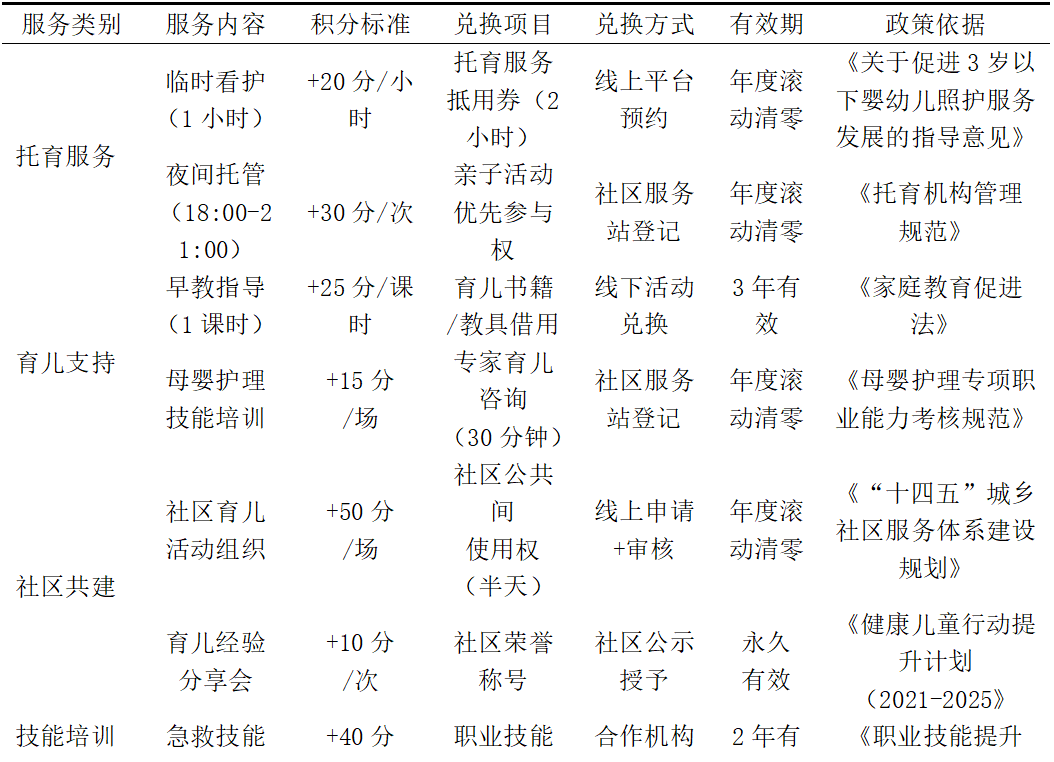 服务类别 服务内容 积分标准 兑换项目 兑换方式 有效期 政策依据
托育服务
临时看护
（1 小时）
+20 分/小
时
托育服务
抵用券（2
小时）
线上平台
预约
年度滚
动清零
《关于促进 3 岁以
下婴幼儿照护服务
发展的指导意见》
夜间托管
（18:00-2
1:00）
+30 分/次
亲子活动
优先参与
权
社区服务
站登记
年度滚
动清零
《托育机构管理
规范》
育儿支持
早教指导
（1 课时）
+25 分/课
时
育儿书籍
/教具借用
线下活动
兑换
3 年有
效
《家庭教育促进
法》
母婴护理
技能培训
+15 分
/场
专家育儿
咨询
（30 分钟）
社区服务
站登记
年度滚
动清零
《母婴护理专项职
业能力考核规范》
社区共建
社区育儿
活动组织
+50 分
/场
社区公共
间
使用权
（半天）
线上申请
+审核
年度滚
动清零
《“十四五”城乡
社区服务体系建设
规划》
育儿经验
分享会
+10 分
/次
社区荣誉
称号
社区公示
授予
永久
有效
《健康儿童行动提
升计划
（2021-2025》
技能培训 急救技能 +40 分 职业技能 合作机构 2 年有 《职业技能提升